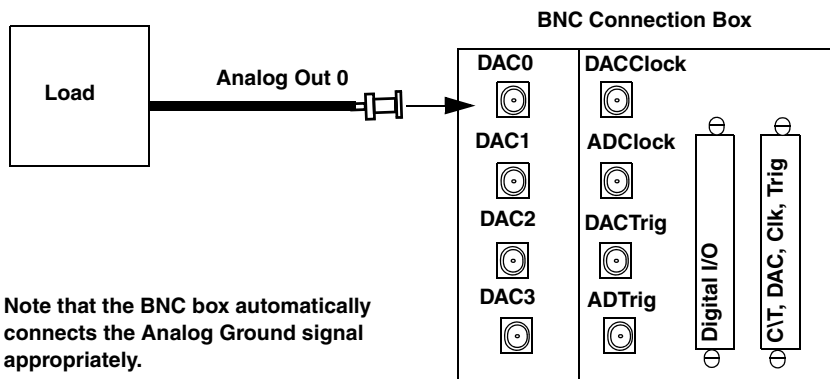 BNC Connection Box
Load
Analog Out 0
DAC0
DACClock
DAC1
ADClock
DAC2
DACTrig
DAC3
ADTrig
Digital I/O
C\T, DAC, Clk, Trig
Note that the BNC box automatically
connects the Analog Ground signal
appropriately.